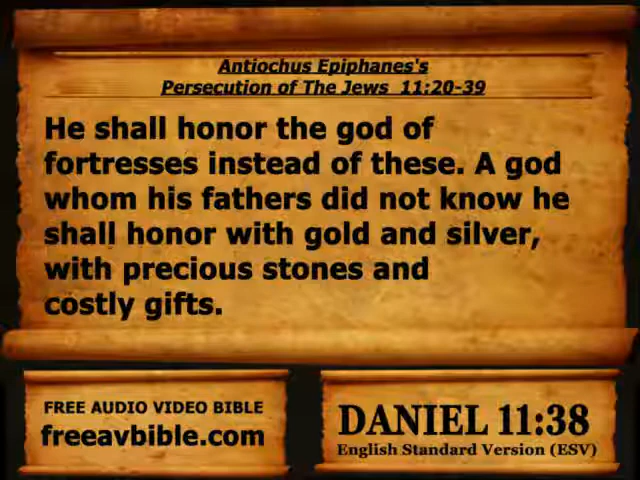 Antiochus Epiphanes's
Persecution of The Jews 11:20-39
He shall honor the god of
fortresses instead of these. A god
whom his fathers did not know he
shall honor with gold and silver,
with precious stones and
costly gifts.
FREE AUDIO VIDEO BIBLE
freeavbible.com
DANIEL 11:38
English Standard Version (ESV)